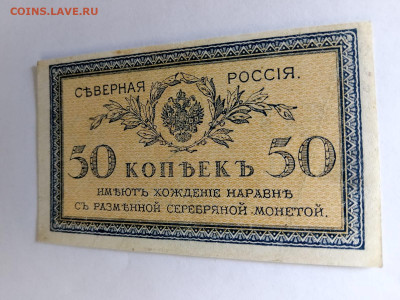 COINS.LAVE.RU
СѢВЕРНАЯ РОССІЯ.
50 КОПѢЕКЪ 50
ИМѢЮТЪ ХОЖДЕНІЕ НАРАВНѢ
СЪ РАЗМѢННОЙ СЕРЕБРЯНОЙ МОНЕТОЙ.